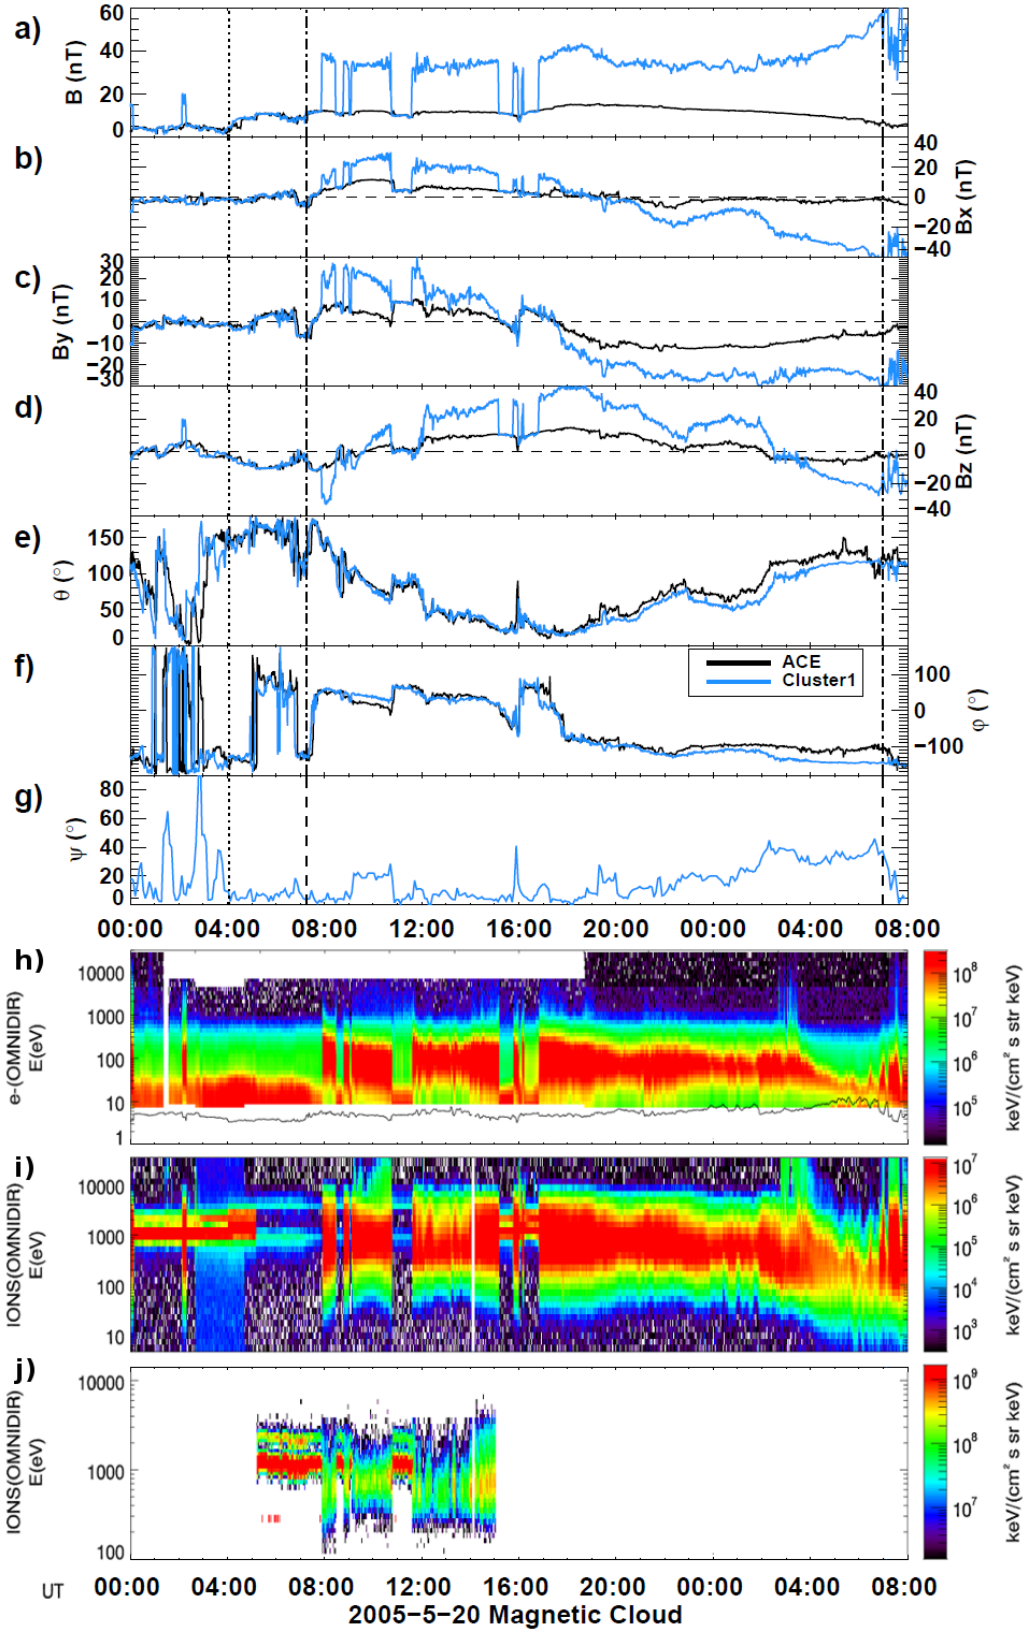 a)
60
40
20
0
B (nT)
b)
40
20
0
−20
−40
Bx (nT)
c)
30
20
10
0
−10
−20
−30
By (nT)
d)
40
20
0
−20
−40
Bz (nT)
e)
150
100
50
0
θ (°)
f)
ACE
Cluster1
100
0
−100
φ (°)
g)
80
60
40
20
0
ψ (°)
00:00 04:00 08:00 12:00 16:00 20:00 00:00 04:00 08:00
h)
10000
1000
100
10
1
e-(OMNIDIR)
E(eV)
10⁸
10⁷
10⁶
10⁵
keV/(cm² s str keV)
i)
10000
1000
100
10
IONS(OMNIDIR)
E(eV)
10⁷
10⁶
10⁵
10⁴
10³
keV/(cm² s sr keV)
j)
10000
1000
100
IONS(OMNIDIR)
E(eV)
10⁹
10⁸
10⁷
keV/(cm² s sr keV)
UT 00:00 04:00 08:00 12:00 16:00 20:00 00:00 04:00 08:00
2005−5−20 Magnetic Cloud